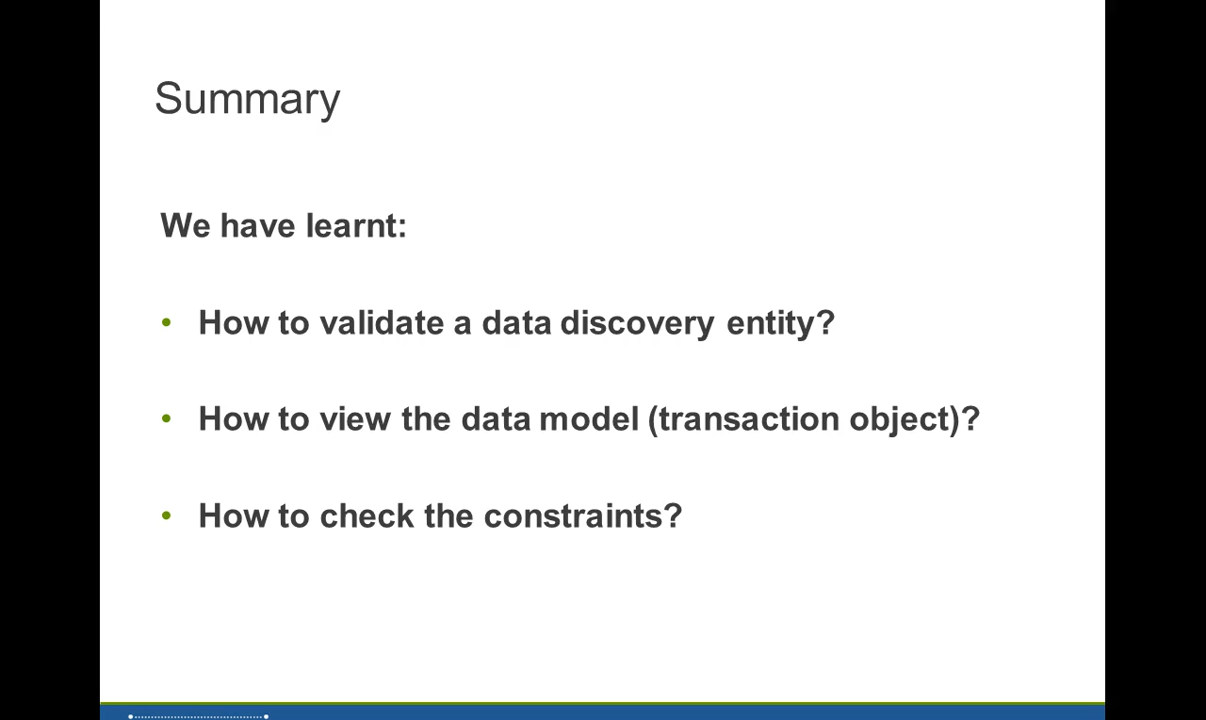 Summary
We have learnt:
• How to validate a data discovery entity?
• How to view the data model (transaction object)?
• How to check the constraints?